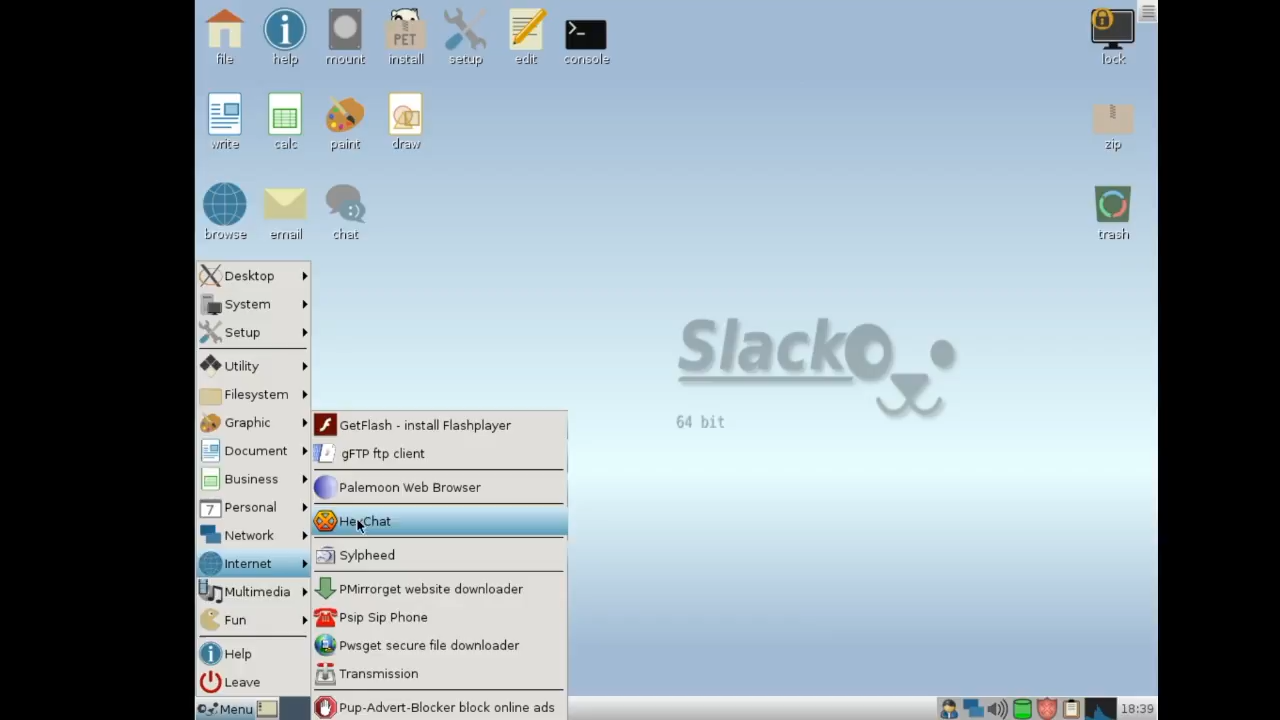 file help mount install setup edit console lock
PET
write calc paint draw zip
browse email chat trash
Desktop
System
Setup
Utility
Filesystem
Graphic
Document
Business
7 Personal
Network
Internet
Multimedia
Fun
Help
Leave
Menu
GetFlash - install Flashplayer
gFTP ftp client
Palemoon Web Browser
HexChat
Sylpheed
PMirrorget website downloader
Psip Sip Phone
Pwsget secure file downloader
Transmission
Pup-Advert-Blocker block online ads
Slacko
64 bit
18:39